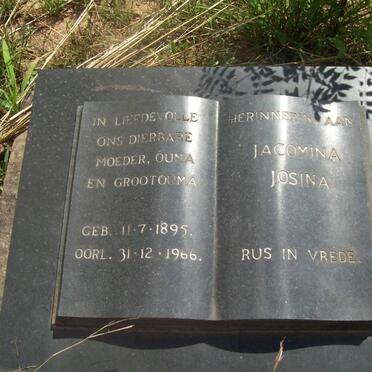 IN LIEFDEVOLLE
ONS DIERBARE
MOEDER, OUMA
EN GROOTOUMA
GEB. 11-7-1895.
OORL. 31-12-1966.
HERINNERING AAN
JACOMINA
JOSINA
RUS IN VREDE.